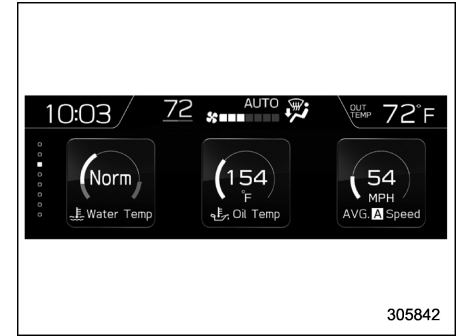 10:03 72 AUTO OUT TEMP 72°F
Norm
Water Temp
154
°F
Oil Temp
54
MPH
AVG. A Speed
305842